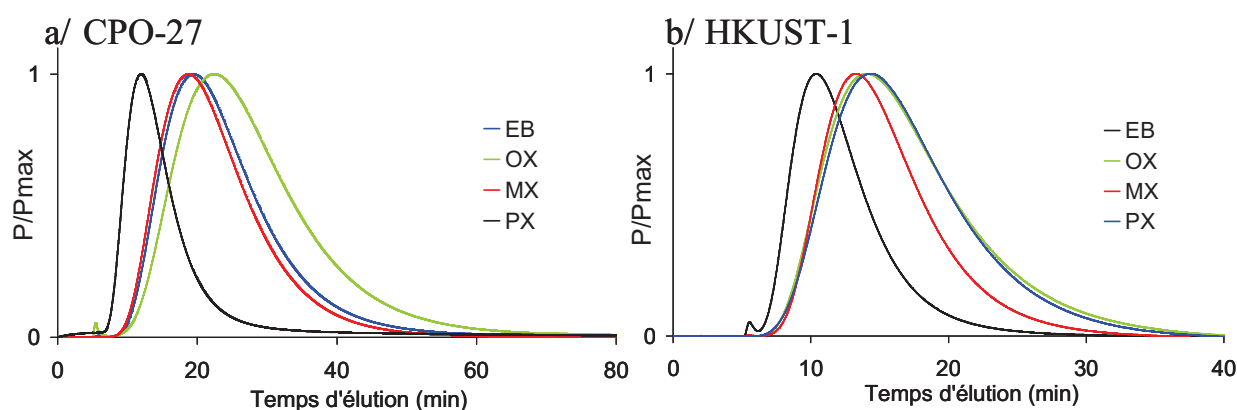 a/ CPO-27
1
P/Pmax
0
EB
OX
MX
PX
0 20 40 60 80
Temps d'élution (min)
b/ HKUST-1
1
P/Pmax
0
EB
OX
MX
PX
0 10 20 30 40
Temps d'élution (min)